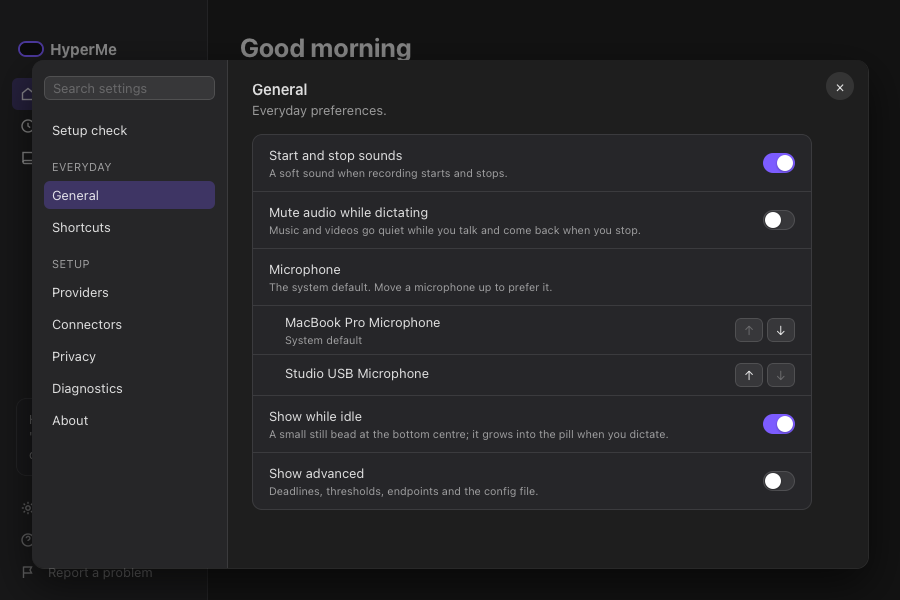 HyperMe
Good morning
Search settings
Setup check
EVERYDAY
General
Shortcuts
SETUP
Providers
Connectors
Privacy
Diagnostics
About
General
Everyday preferences.
Start and stop sounds
A soft sound when recording starts and stops.
Mute audio while dictating
Music and videos go quiet while you talk and come back when you stop.
Microphone
The system default. Move a microphone up to prefer it.
MacBook Pro Microphone
System default
Studio USB Microphone
Show while idle
A small still bead at the bottom centre; it grows into the pill when you dictate.
Show advanced
Deadlines, thresholds, endpoints and the config file.
Report a problem